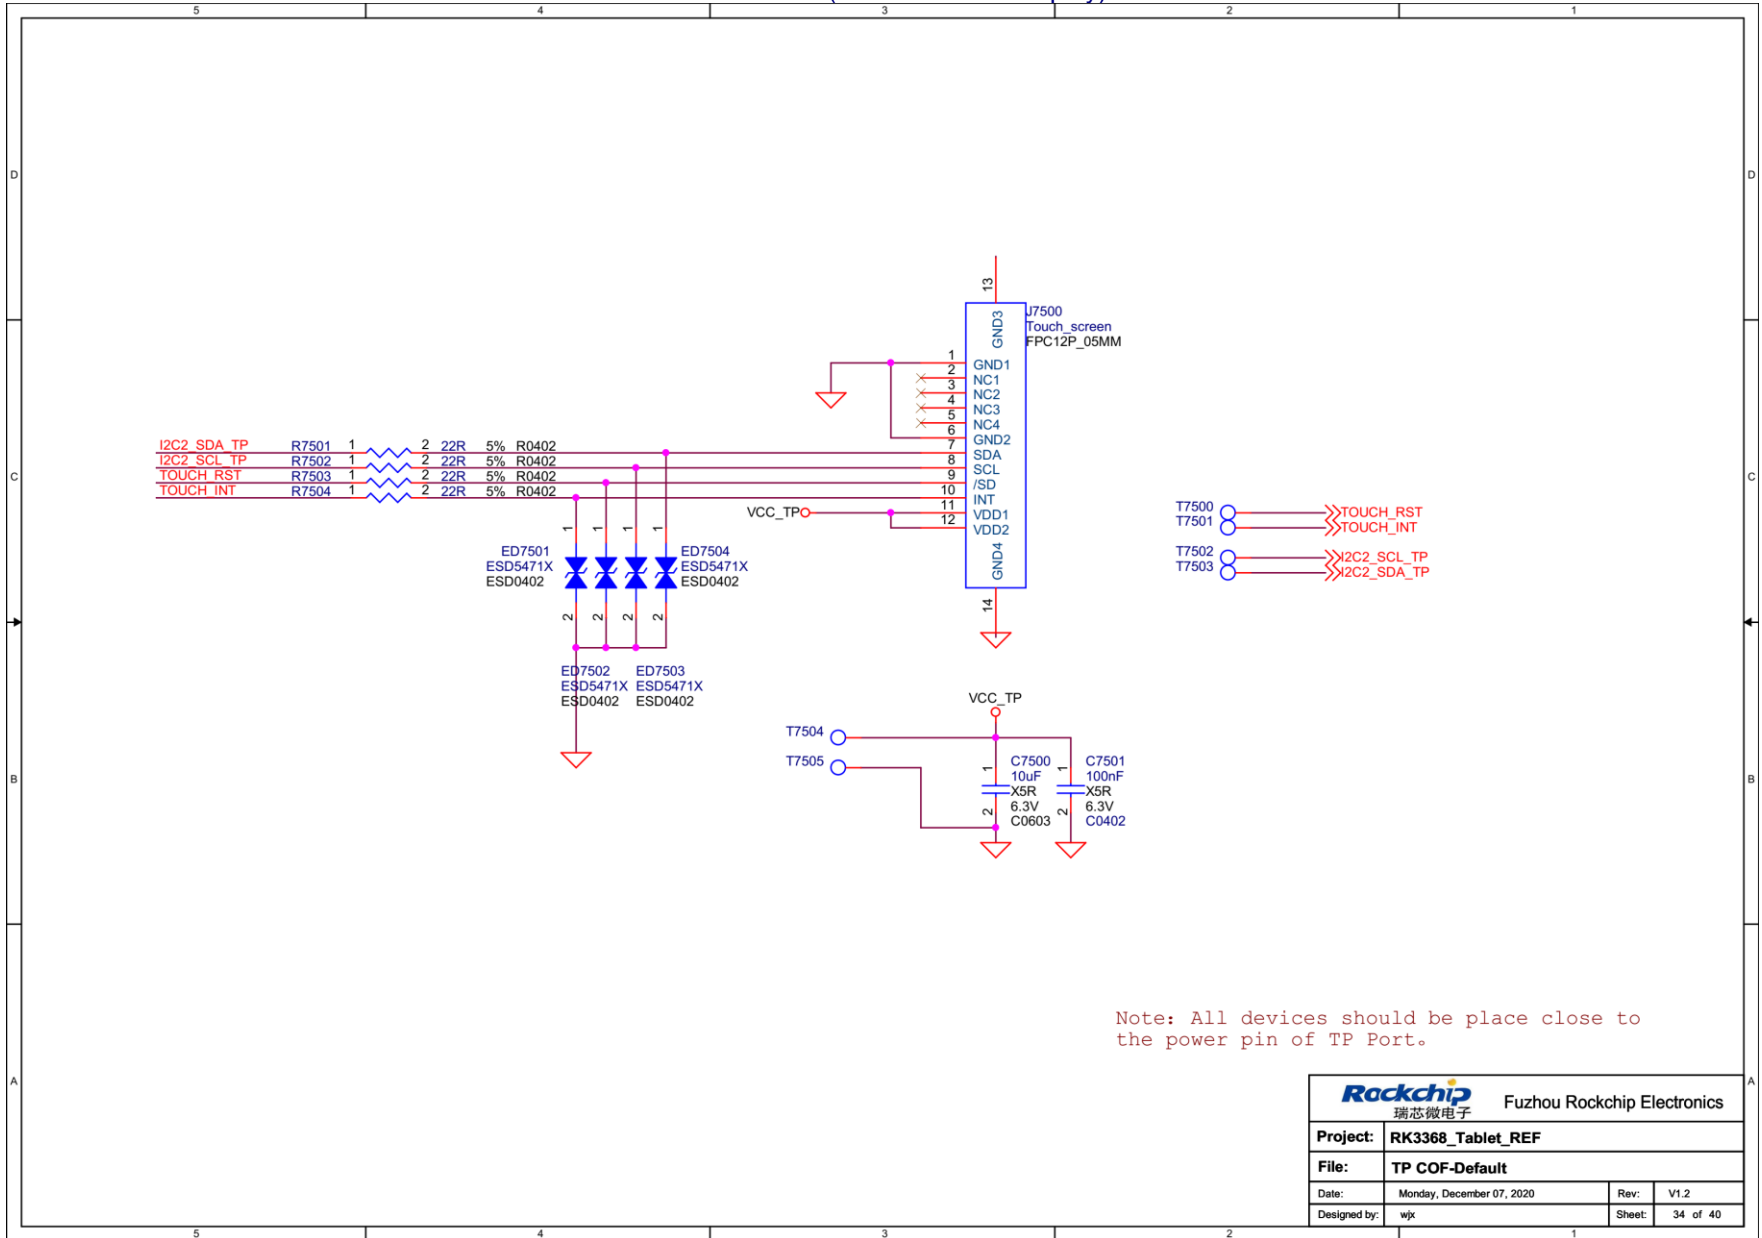 5 4 3 2 1
D D
C C
B B
A A
13
GND3
J7500
Touch_screen
FPC12P_05MM
1 GND1
2 NC1
3 NC2
4 NC3
5 NC4
6 GND2
7 SDA
8 SCL
9 /SD
10 INT
11 VDD1
12 VDD2
GND4
14
I2C2_SDA_TP R7501 1 2 22R 5% R0402
I2C2_SCL_TP R7502 1 2 22R 5% R0402
TOUCH_RST R7503 1 2 22R 5% R0402
TOUCH_INT R7504 1 2 22R 5% R0402
VCC_TP
T7500 TOUCH_RST
T7501 TOUCH_INT
T7502 I2C2_SCL_TP
T7503 I2C2_SDA_TP
1 1 1 1
ED7501
ESD5471X
ESD0402
ED7504
ESD5471X
ESD0402
2 2 2 2
ED7502
ESD5471X
ESD0402
ED7503
ESD5471X
ESD0402
VCC_TP
T7504
T7505
1
2
C7500
10uF
X5R
6.3V
C0603
1
2
C7501
100nF
X5R
6.3V
C0402
Note: All devices should be place close to
the power pin of TP Port。
Rockchip
瑞芯微电子
Fuzhou Rockchip Electronics
Project: RK3368_Tablet_REF
File: TP COF-Default
Date: Monday, December 07, 2020 Rev: V1.2
Designed by: wjx Sheet: 34 of 40
5 4 3 2 1